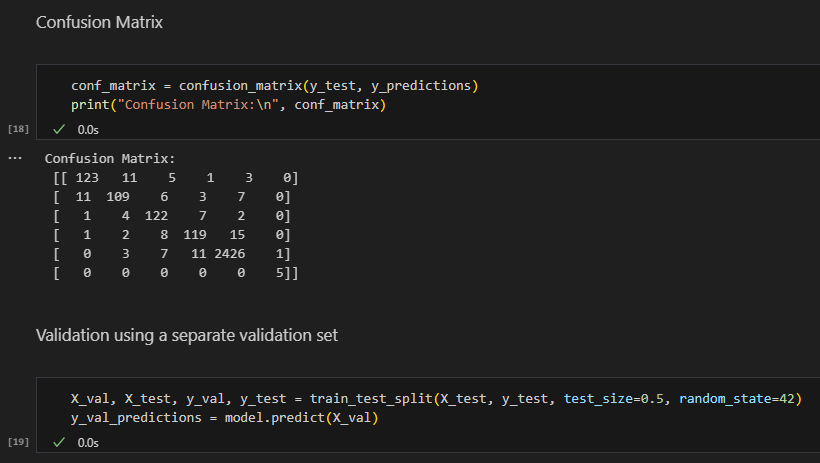 Confusion Matrix
conf_matrix = confusion_matrix(y_test, y_predictions)
print("Confusion Matrix:\n", conf_matrix)
[18] 0.0s
... Confusion Matrix:
[[ 123 11 5 1 3 0]
[ 11 109 6 3 7 0]
[ 1 4 122 7 2 0]
[ 1 2 8 119 15 0]
[ 0 3 7 11 2426 1]
[ 0 0 0 0 0 5]]
Validation using a separate validation set
X_val, X_test, y_val, y_test = train_test_split(X_test, y_test, test_size=0.5, random_state=42)
y_val_predictions = model.predict(X_val)
[19] 0.0s